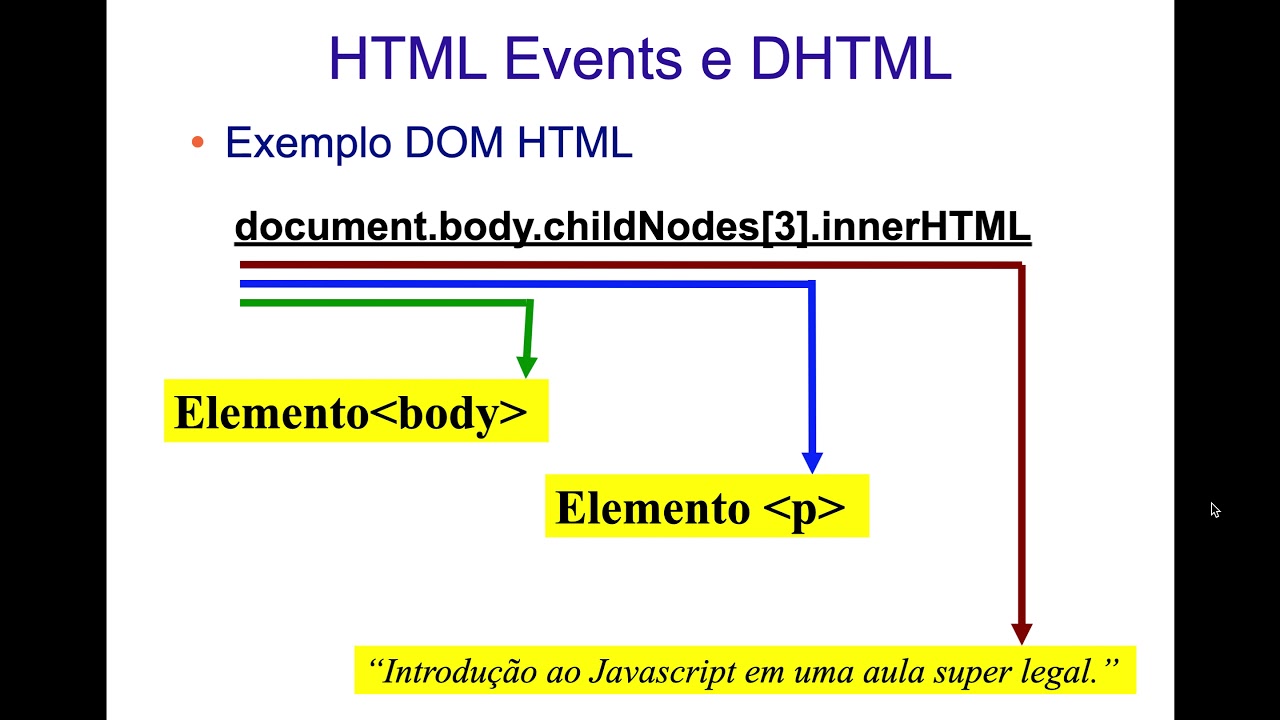 HTML Events e DHTML
• Exemplo DOM HTML
document.body.childNodes[3].innerHTML
Elemento<body>
Elemento <p>
“Introdução ao Javascript em uma aula super legal.”